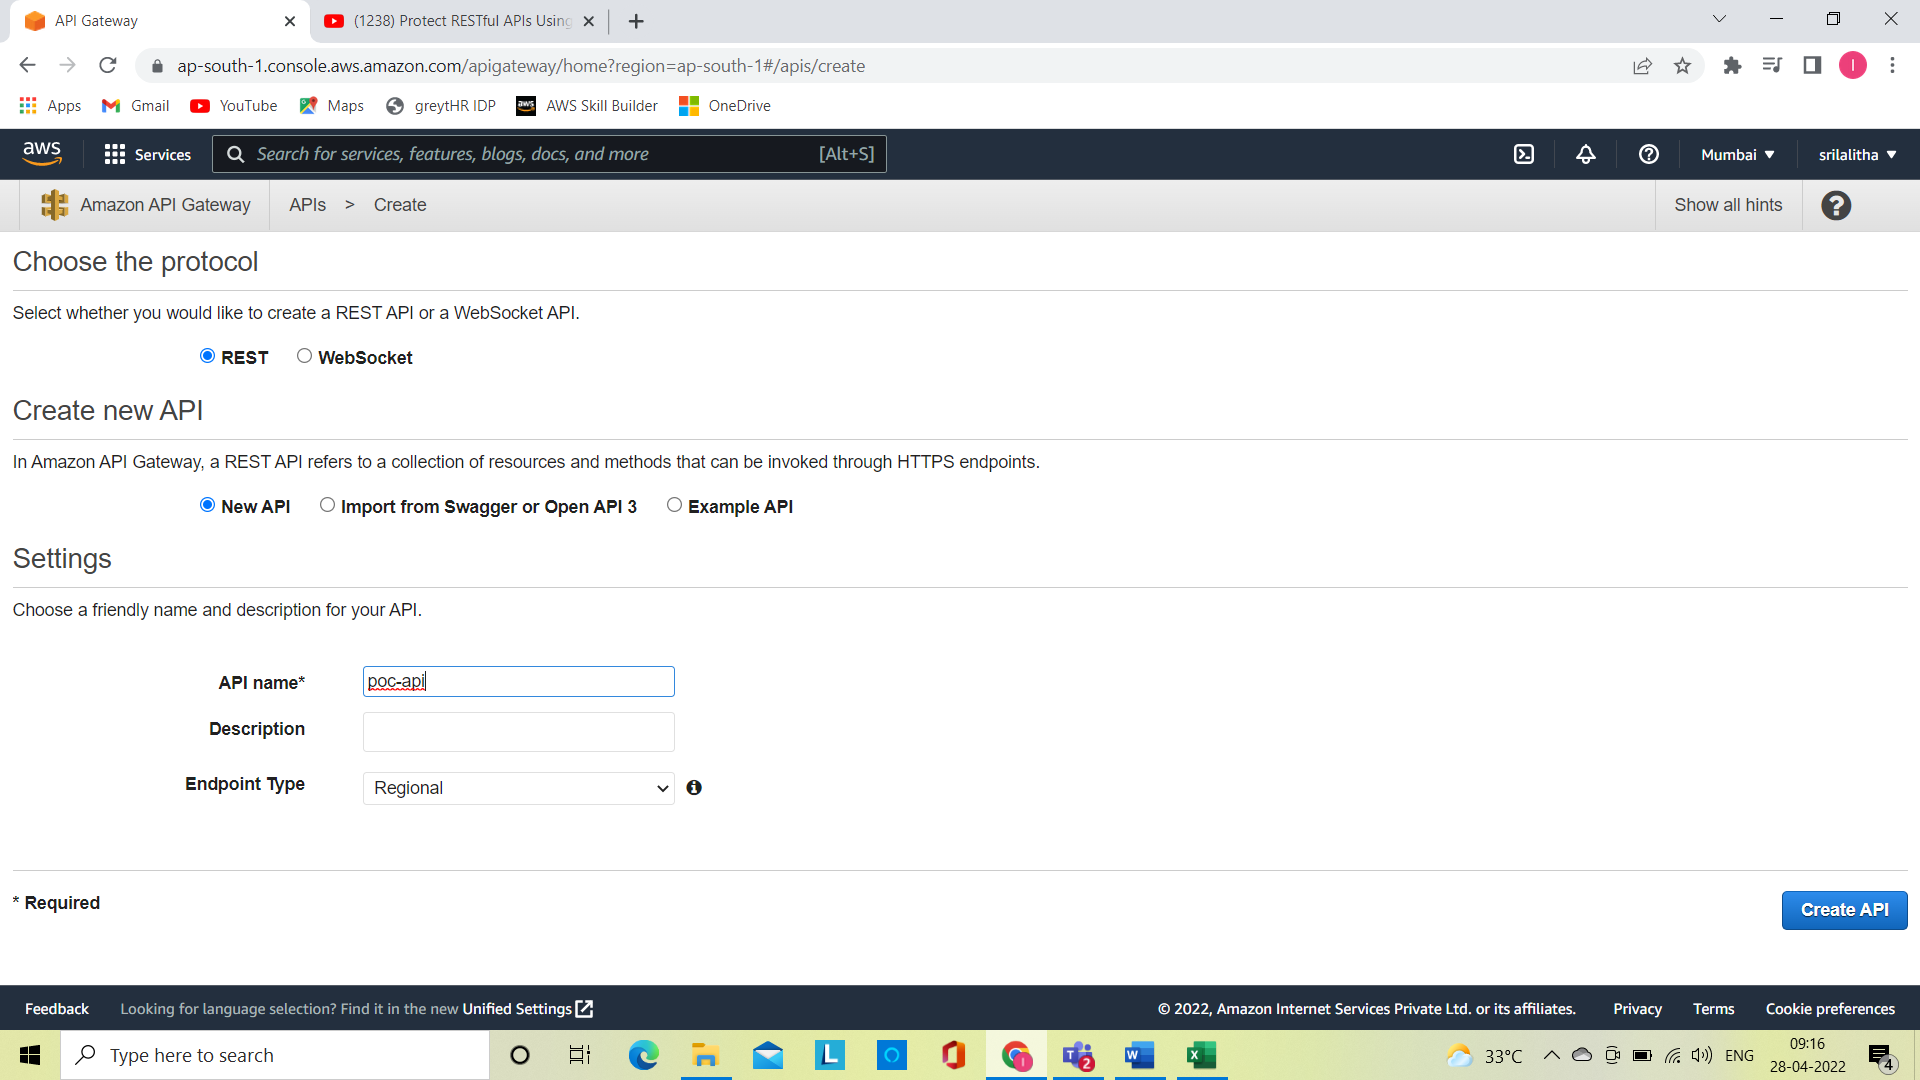 API Gateway
(1238) Protect RESTful APIs Using
ap-south-1.console.aws.amazon.com/apigateway/home?region=ap-south-1#/apis/create
I
Apps Gmail YouTube Maps greytHR IDP AWS Skill Builder OneDrive
aws Services Search for services, features, blogs, docs, and more [Alt+S] Mumbai ▼ srilalitha ▼
Amazon API Gateway APIs > Create Show all hints ?
Choose the protocol
Select whether you would like to create a REST API or a WebSocket API.
REST WebSocket
Create new API
In Amazon API Gateway, a REST API refers to a collection of resources and methods that can be invoked through HTTPS endpoints.
New API Import from Swagger or Open API 3 Example API
Settings
Choose a friendly name and description for your API.
API name* poc-api
Description
Endpoint Type Regional
* Required
Create API
Feedback Looking for language selection? Find it in the new Unified Settings © 2022, Amazon Internet Services Private Ltd. or its affiliates. Privacy Terms Cookie preferences
Type here to search 33°C ENG 09:16
28-04-2022 4